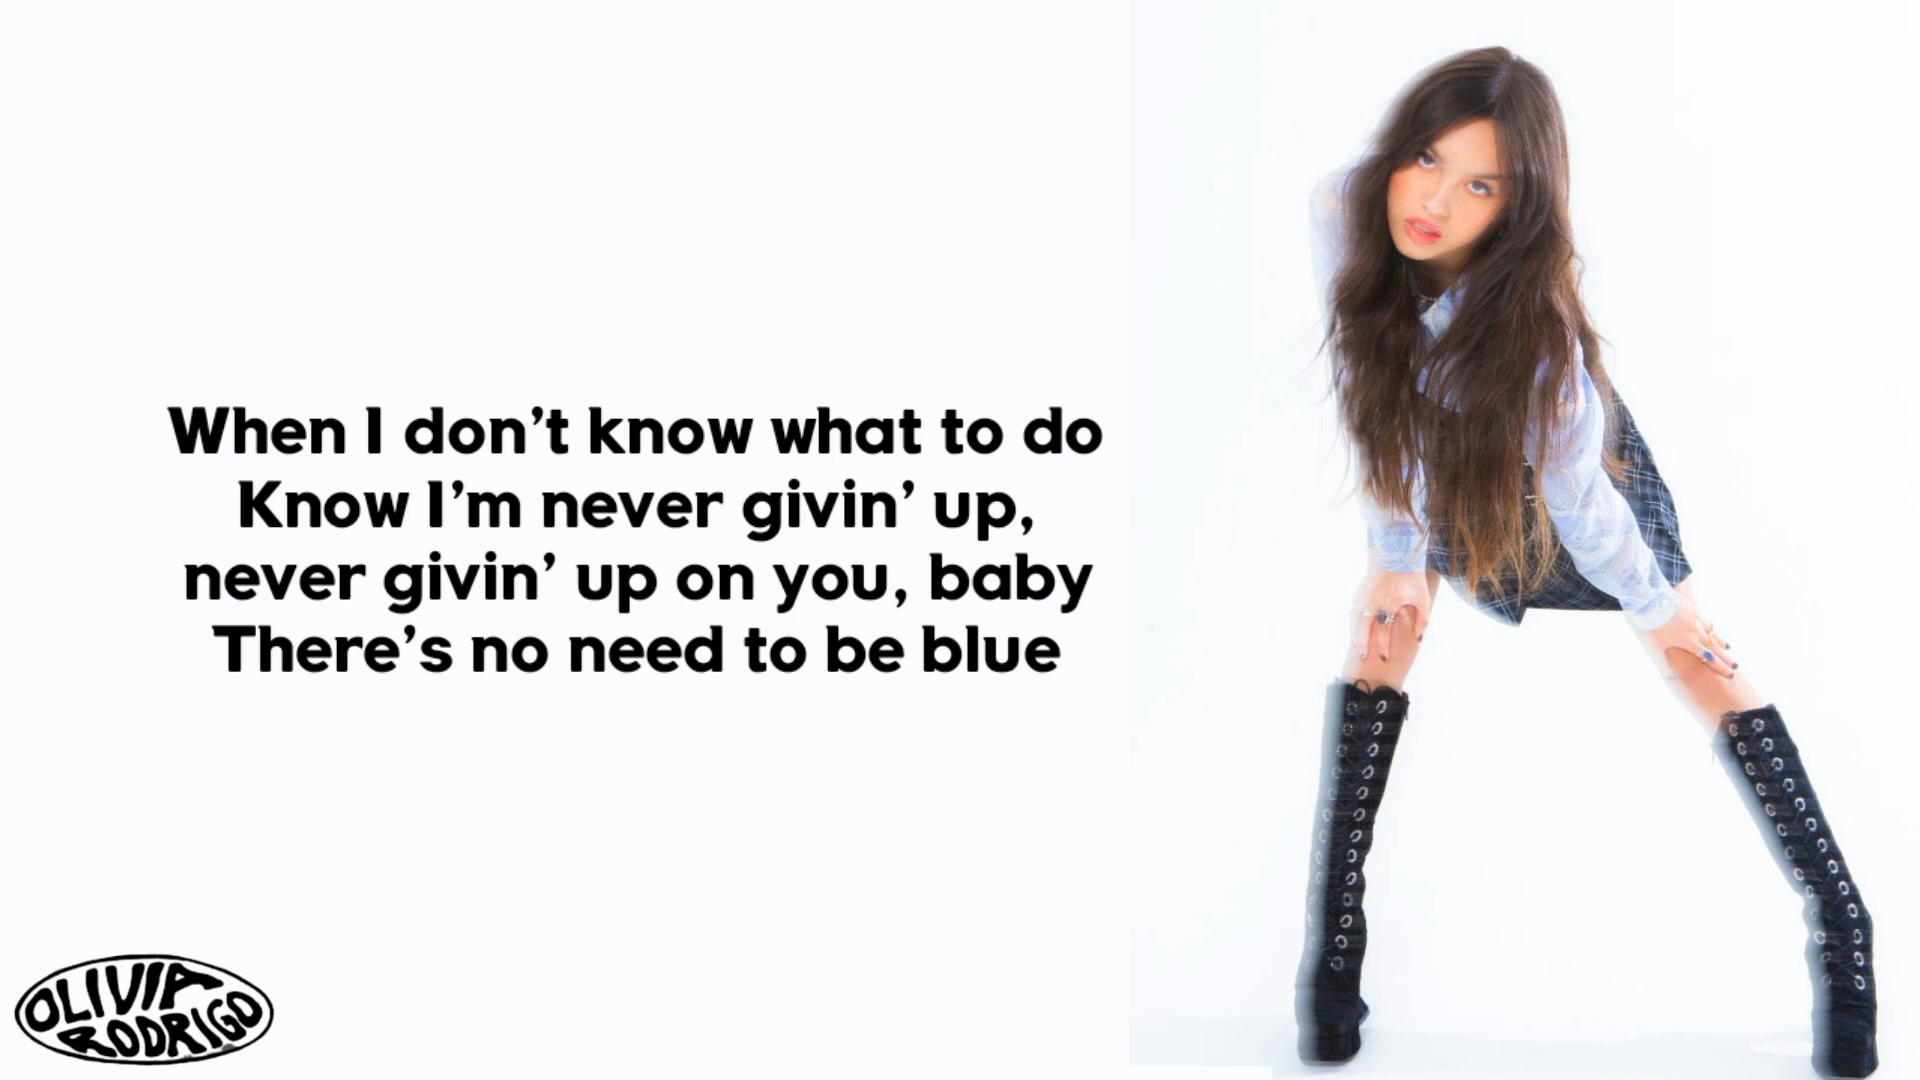 When I don’t know what to do
Know I’m never givin’ up,
never givin’ up on you, baby
There’s no need to be blue
OLIVIA
RODRIGO